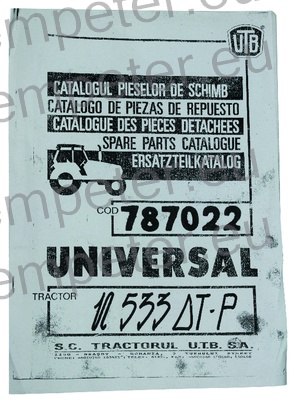 UTB
CATALOGUL PIESELOR DE SCHIMB
CATALOGO DE PIEZAS DE REPUESTO
CATALOGUE DES PIECES DETACHEES
SPARE PARTS CATALOGUE
ERSATZTEILKATALOG
COD 787022
UNIVERSAL
TRACTOR
533 ΔT-P
S.C. TRACTORUL U.T.B. S.A.